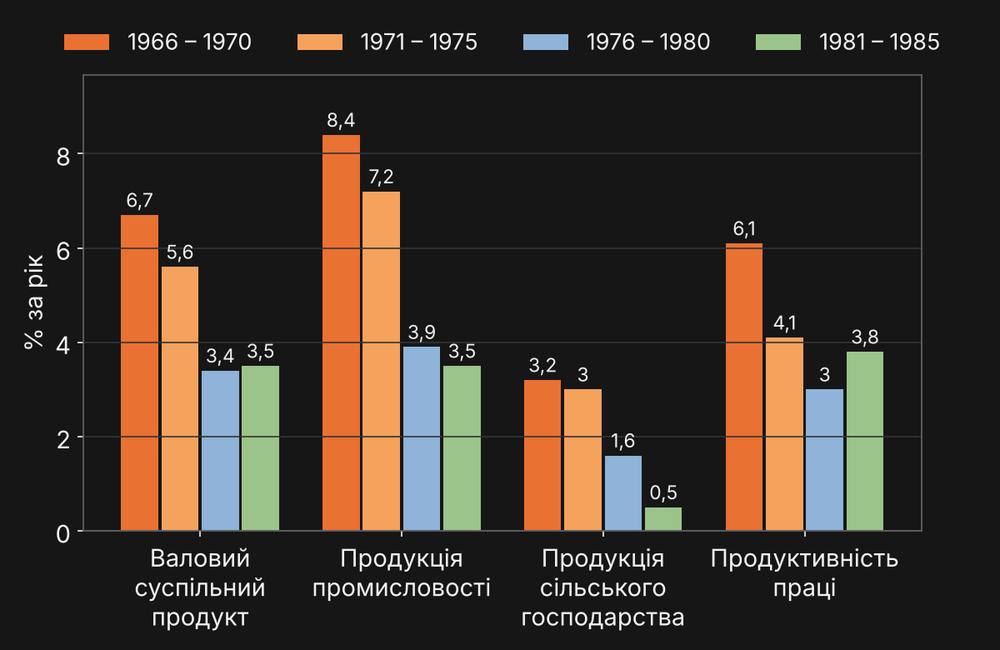 1966 – 1970 1971 – 1975 1976 – 1980 1981 – 1985
% за рік
8
6
4
2
0
6,7
5,6
3,4
3,5
8,4
7,2
3,9
3,5
3,2
3
1,6
0,5
6,1
4,1
3
3,8
Валовий
суспільний
продукт
Продукція
промисловості
Продукція
сільського
господарства
Продуктивність
праці